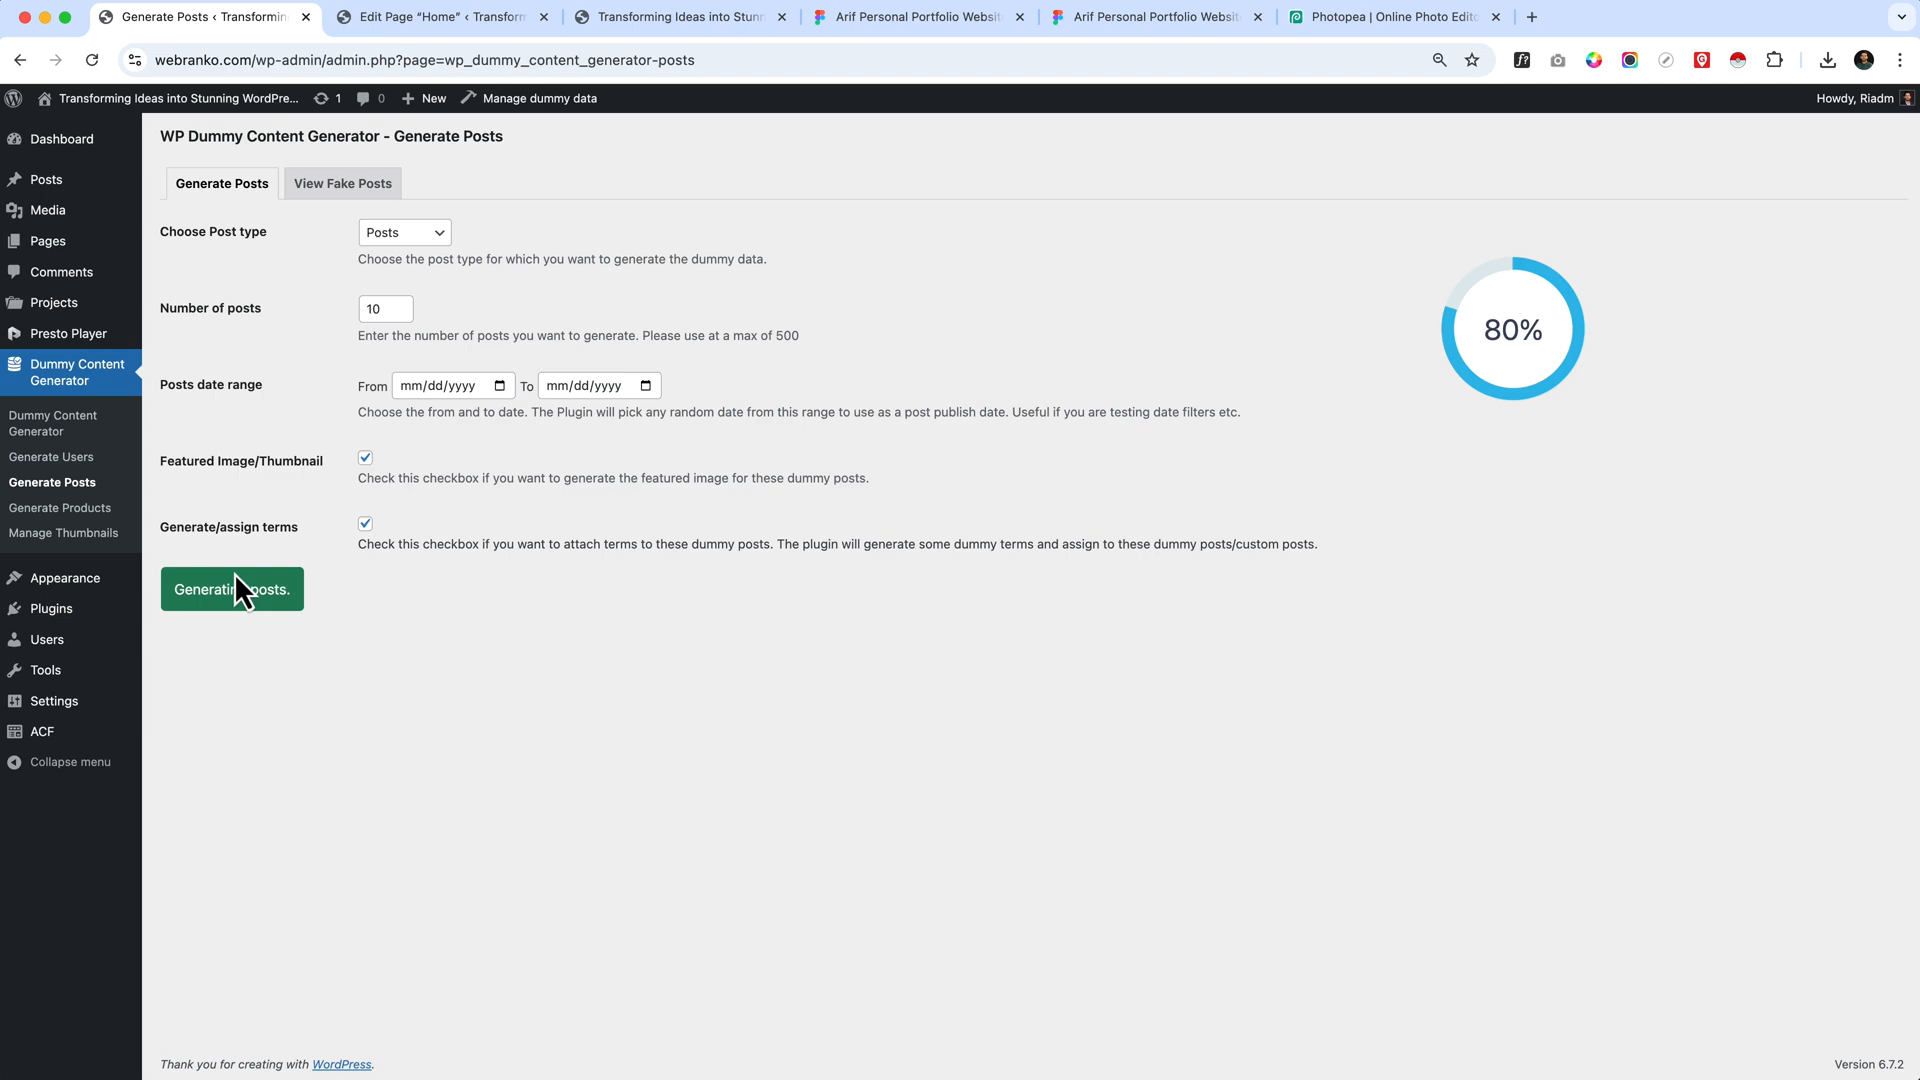 Generate Posts ‹ Transformin
Edit Page “Home” ‹ Transform
Transforming Ideas into Stunn
Arif Personal Portfolio Websit
Arif Personal Portfolio Websit
Photopea | Online Photo Edito
webranko.com/wp-admin/admin.php?page=wp_dummy_content_generator-posts
Transforming Ideas into Stunning WordPre...
1
0
New
Manage dummy data
Howdy, Riadm
Dashboard
Posts
Media
Pages
Comments
Projects
Presto Player
Dummy Content
Generator
Dummy Content
Generator
Generate Users
Generate Posts
Generate Products
Manage Thumbnails
Appearance
Plugins
Users
Tools
Settings
ACF
Collapse menu
WP Dummy Content Generator - Generate Posts
Generate Posts
View Fake Posts
Choose Post type
Posts
Choose the post type for which you want to generate the dummy data.
Number of posts
10
Enter the number of posts you want to generate. Please use at a max of 500
Posts date range
From mm/dd/yyyy To mm/dd/yyyy
Choose the from and to date. The Plugin will pick any random date from this range to use as a post publish date. Useful if you are testing date filters etc.
Featured Image/Thumbnail
Check this checkbox if you want to generate the featured image for these dummy posts.
Generate/assign terms
Check this checkbox if you want to attach terms to these dummy posts. The plugin will generate some dummy terms and assign to these dummy posts/custom posts.
Generating posts.
80%
Thank you for creating with WordPress.
Version 6.7.2